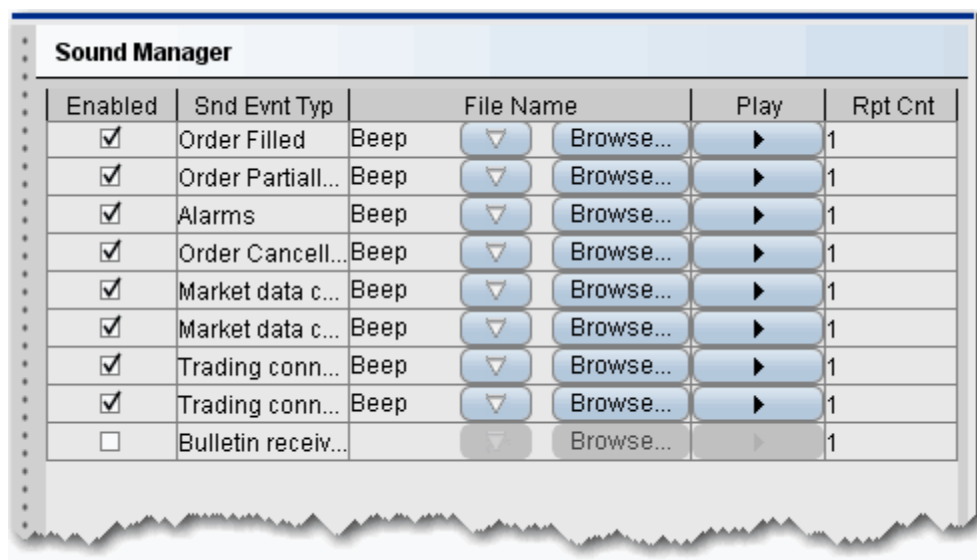 Sound Manager
Enabled Snd Evnt Typ File Name Play Rpt Cnt
Order Filled Beep Browse... 1
Order Partiall... Beep Browse... 1
Alarms Beep Browse... 1
Order Cancell... Beep Browse... 1
Market data c... Beep Browse... 1
Market data c... Beep Browse... 1
Trading conn... Beep Browse... 1
Trading conn... Beep Browse... 1
Bulletin receiv... Browse... 1